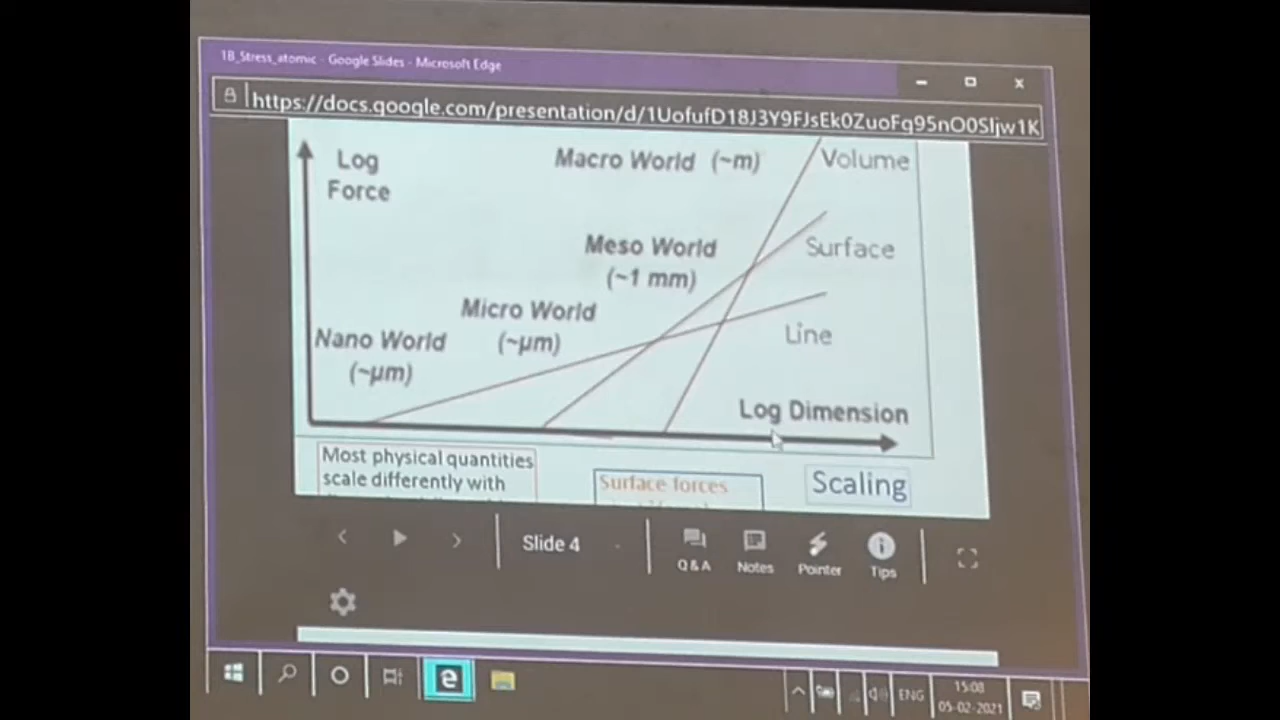 1B_Stress_atomic - Google Slides - Microsoft Edge
https://docs.google.com/presentation/d/1UofufD18J3Y9FJsEk0ZuoFq95nO0SIjw1K
Log
Force
Macro World (~m)
Volume
Meso World
(~1 mm)
Surface
Micro World
(~µm)
Nano World
(~µm)
Line
Log Dimension
Most physical quantities
scale differently with
Surface forces
Scaling
Slide 4
Q&A
Notes
Pointer
Tips
ENG
15:08
05-02-2021